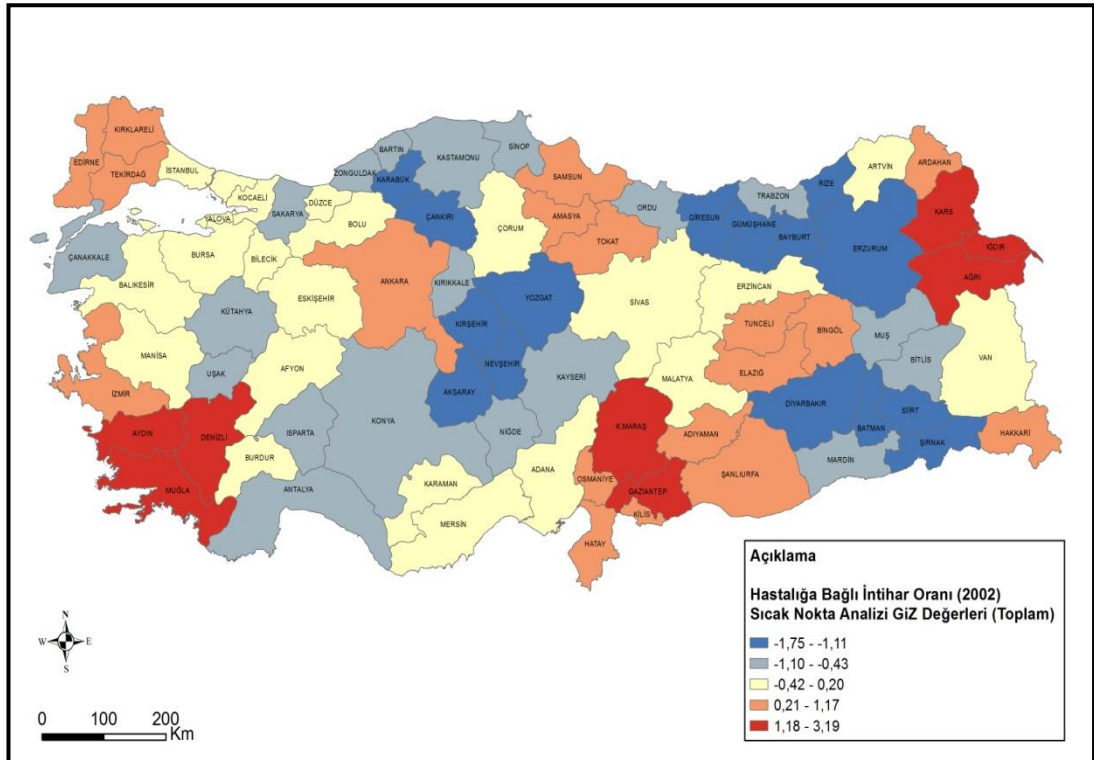 KIRKLARELİ
EDİRNE
TEKİRDAĞ
İSTANBUL
KOCAELİ
YALOVA
SAKARYA
DÜZCE
ZONGULDAK
BARTIN
KARABÜK
KASTAMONU
SİNOP
ÇANKIRI
BOLU
ÇORUM
SAMSUN
AMASYA
TOKAT
ORDU
GİRESUN
TRABZON
GÜMÜŞHANE
BAYBURT
RİZE
ARTVİN
ARDAHAN
KARS
IĞDIR
AĞRI
ERZURUM
ERZİNCAN
ÇANAKKALE
BALIKESİR
BURSA
BİLECİK
ESKİŞEHİR
KÜTAHYA
ANKARA
KIRIKKALE
YOZGAT
KIRŞEHİR
NEVŞEHİR
AKSARAY
SİVAS
KAYSERİ
MALATYA
TUNCELİ
BİNGÖL
ELAZIĞ
MUŞ
BİTLİS
VAN
MANİSA
UŞAK
AFYON
İZMİR
AYDIN
DENİZLİ
MUĞLA
BURDUR
ISPARTA
ANTALYA
KONYA
KARAMAN
MERSİN
NİĞDE
ADANA
K.MARAŞ
OSMANİYE
GAZİANTEP
KİLİS
HATAY
ADIYAMAN
ŞANLIURFA
DİYARBAKIR
BATMAN
SİİRT
ŞIRNAK
MARDİN
HAKKARİ
N
W E
S
0 100 200
Km
Açıklama
Hastalığa Bağlı İntihar Oranı (2002)
Sıcak Nokta Analizi GiZ Değerleri (Toplam)
-1,75 - -1,11
-1,10 - -0,43
-0,42 - 0,20
0,21 - 1,17
1,18 - 3,19